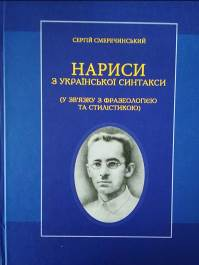 СЕРГІЙ СМЕРЕЧИНСЬКИЙ
НАРИСИ
З УКРАЇНСЬКОЇ СИНТАКСИ
(У ЗВ'ЯЗКУ З ФРАЗЕОЛОГІЄЮ
ТА СТИЛІСТИКОЮ)